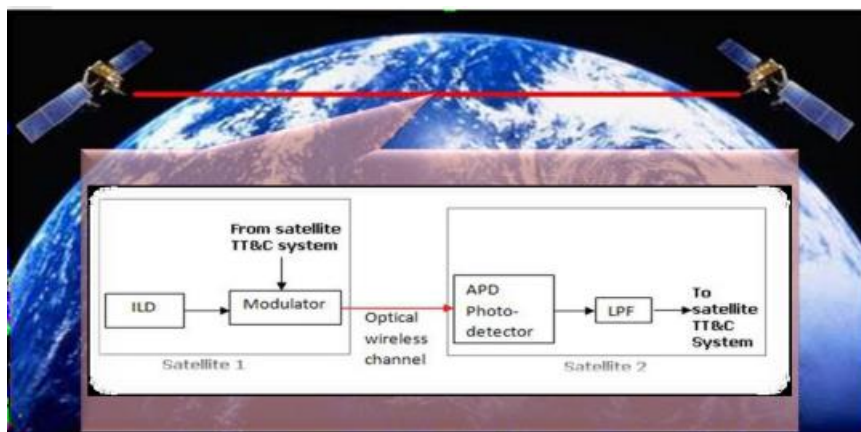 From satellite
TT&C system
ILD
Modulator
Optical
wireless
channel
Satellite 1
APD
Photo-
detector
LPF
To
satellite
TT&C
System
Satellite 2